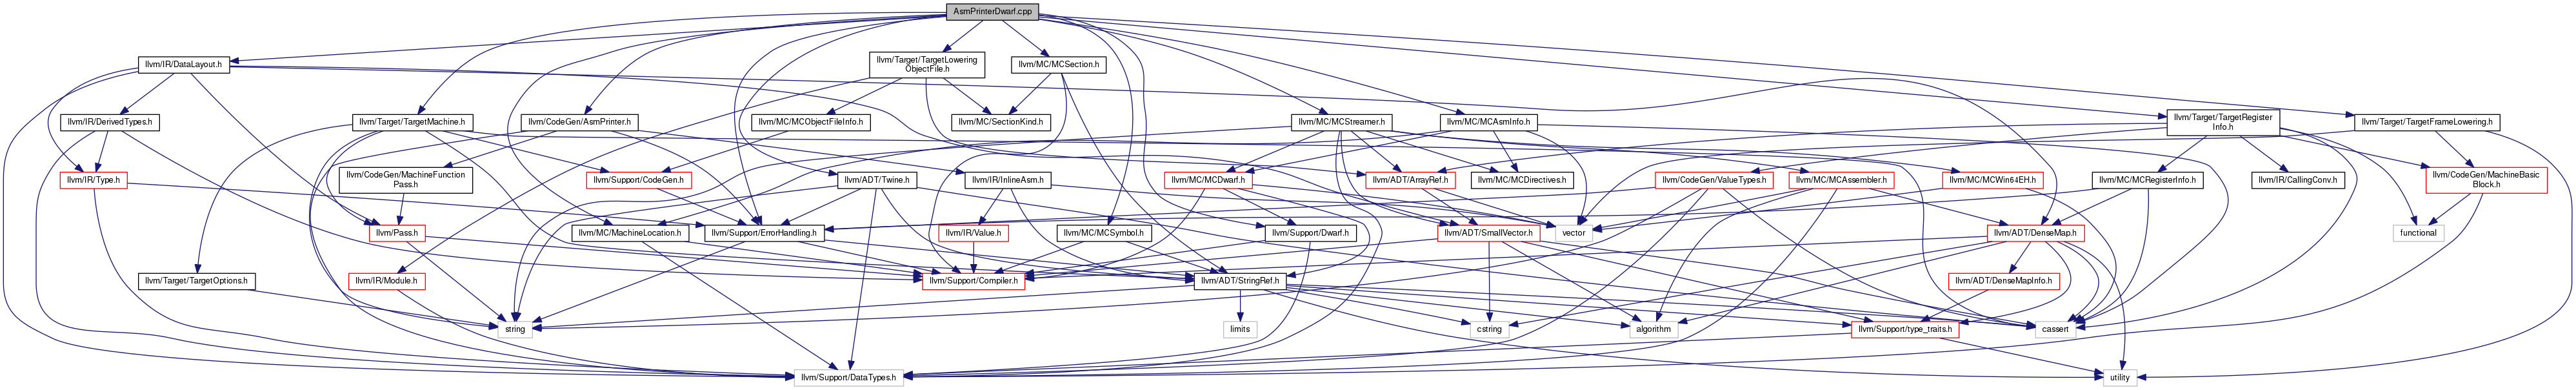 AsmPrinterDwarf.cpp
llvm/IR/DataLayout.h
llvm/Target/TargetLowering
ObjectFile.h
llvm/MC/MCSection.h
llvm/IR/DerivedTypes.h
llvm/Target/TargetMachine.h
llvm/CodeGen/AsmPrinter.h
llvm/MC/MCObjectFileInfo.h
llvm/MC/SectionKind.h
llvm/MC/MCStreamer.h
llvm/MC/MCAsmInfo.h
llvm/Target/TargetRegister
Info.h
llvm/Target/TargetFrameLowering.h
llvm/IR/Type.h
llvm/CodeGen/MachineFunction
Pass.h
llvm/Support/CodeGen.h
llvm/ADT/Twine.h
llvm/IR/InlineAsm.h
llvm/MC/MCDwarf.h
llvm/ADT/ArrayRef.h
llvm/MC/MCDirectives.h
llvm/CodeGen/ValueTypes.h
llvm/MC/MCAssembler.h
llvm/MC/MCWin64EH.h
llvm/MC/MCRegisterInfo.h
llvm/IR/CallingConv.h
llvm/CodeGen/MachineBasic
Block.h
llvm/Pass.h
llvm/MC/MachineLocation.h
llvm/Support/ErrorHandling.h
llvm/IR/Value.h
llvm/MC/MCSymbol.h
llvm/Support/Dwarf.h
llvm/ADT/SmallVector.h
vector
llvm/ADT/DenseMap.h
functional
llvm/Target/TargetOptions.h
llvm/IR/Module.h
llvm/Support/Compiler.h
llvm/ADT/StringRef.h
llvm/ADT/DenseMapInfo.h
string
limits
cstring
algorithm
llvm/Support/type_traits.h
cassert
llvm/Support/DataTypes.h
utility